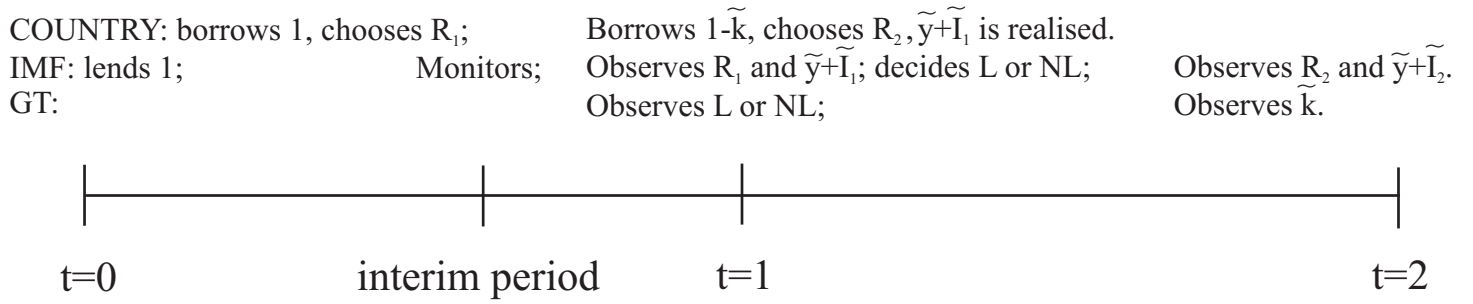 COUNTRY: borrows 1, chooses R₁; Borrows 1-k̃, chooses R₂, ỹ+Ĩ₁ is realised.
IMF: lends 1; Monitors; Observes R₁ and ỹ+Ĩ₁; decides L or NL; Observes R₂ and ỹ+Ĩ₂.
GT: Observes L or NL; Observes k̃.
t=0 interim period t=1 t=2